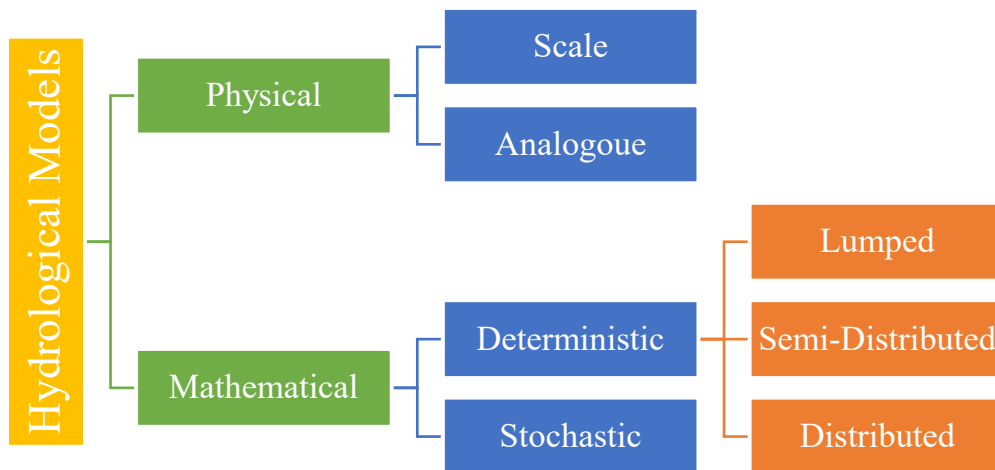 Hydrological Models
Physical
Scale
Analogoue
Mathematical
Deterministic
Lumped
Semi-Distributed
Distributed
Stochastic